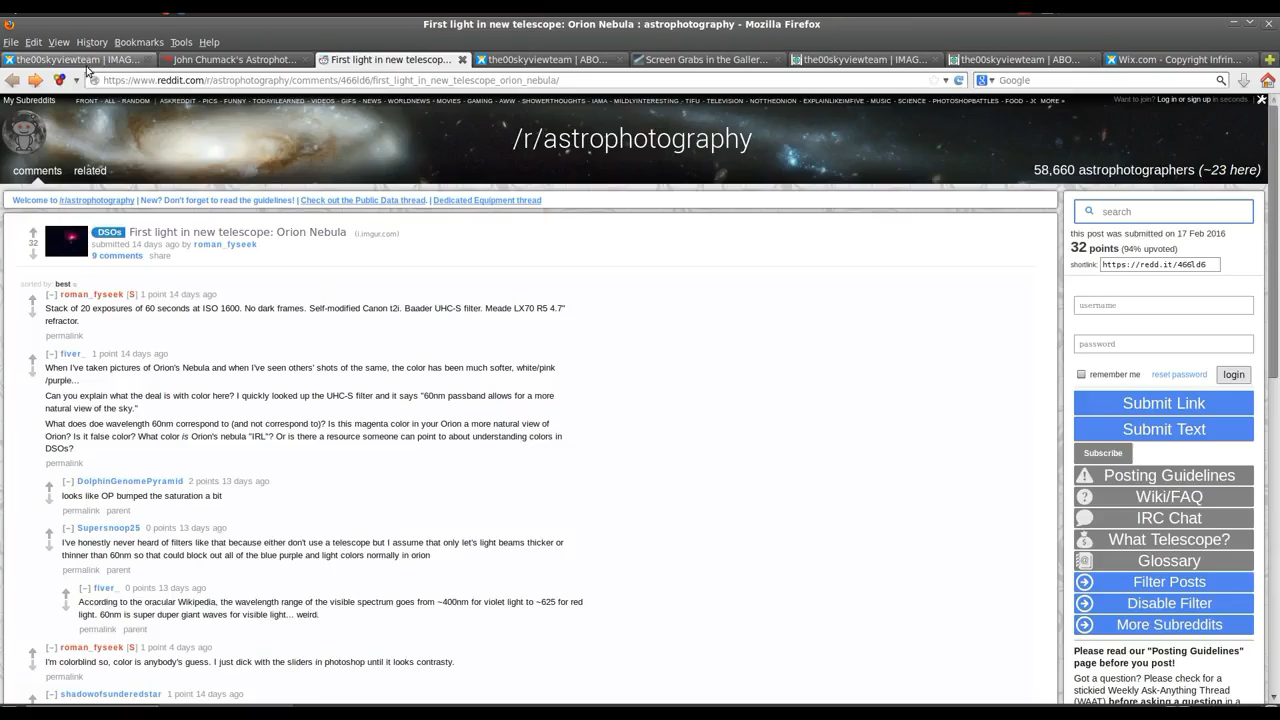 First light in new telescope: Orion Nebula : astrophotography - Mozilla Firefox
File Edit View History Bookmarks Tools Help
the00skyviewteam | IMAG... John Chumack's Astrophot... First light in new telescop... the00skyviewteam | ABO... Screen Grabs in the Galler... the00skyviewteam | IMAG... the00skyviewteam | ABO... Wix.com - Copyright Infrin...
https://www.reddit.com/r/astrophotography/comments/466ld6/first_light_in_new_telescope_orion_nebula/ Google
My Subreddits FRONT - ALL - RANDOM | ASKREDDIT - PICS - FUNNY - TODAYILEARNED - VIDEOS - GIFS - NEWS - WORLDNEWS - MOVIES - GAMING - AWW - SHOWERTHOUGHTS - IAMA - MILDLYINTERESTING - TIFU - TELEVISION - NOTTHEONION - EXPLAINLIKEIMFIVE - MUSIC - SCIENCE - PHOTOSHOPBATTLES - FOOD - MORE »
Want to join? Log in or sign up in seconds.
/r/astrophotography
comments related
58,660 astrophotographers (~23 here)
Welcome to /r/astrophotography | New? Don't forget to read the guidelines! | Check out the Public Data thread. | Dedicated Equipment thread
32
DSOs First light in new telescope: Orion Nebula (i.imgur.com)
submitted 14 days ago by roman_fyseek
9 comments share
sorted by: best
[–] roman_fyseek [S] 1 point 14 days ago
Stack of 20 exposures of 60 seconds at ISO 1600. No dark frames. Self-modified Canon t2i. Baader UHC-S filter. Meade LX70 R5 4.7"
refractor.
permalink
[–] fiver_ 1 point 14 days ago
When I've taken pictures of Orion's Nebula and when I've seen others' shots of the same, the color has been much softer, white/pink
/purple...
Can you explain what the deal is with color here? I quickly looked up the UHC-S filter and it says "60nm passband allows for a more
natural view of the sky."
What does doe wavelength 60nm correspond to (and not correspond to)? Is this magenta color in your Orion a more natural view of
Orion? Is it false color? What color is Orion's nebula "IRL"? Or is there a resource someone can point to about understanding colors in
DSOs?
permalink
[–] DolphinGenomePyramid 2 points 13 days ago
looks like OP bumped the saturation a bit
permalink parent
[–] Supersnoop25 0 points 13 days ago
I've honestly never heard of filters like that because either don't use a telescope but I assume that only let's light beams thicker or
thinner than 60nm so that could block out all of the blue purple and light colors normally in orion
permalink parent
[–] fiver_ 0 points 13 days ago
According to the oracular Wikipedia, the wavelength range of the visible spectrum goes from ~400nm for violet light to ~625 for red
light. 60nm is super duper giant waves for visible light... weird.
permalink parent
[–] roman_fyseek [S] 1 point 4 days ago
I'm colorblind so, color is anybody's guess. I just dick with the sliders in photoshop until it looks contrasty.
permalink
[–] shadowofsunderedstar 1 point 14 days ago
search
this post was submitted on 17 Feb 2016
32 points (94% upvoted)
shortlink: https://redd.it/466ld6
username
password
remember me reset password login
Submit Link
Submit Text
Subscribe
Posting Guidelines
Wiki/FAQ
IRC Chat
What Telescope?
Glossary
Filter Posts
Disable Filter
More Subreddits
Please read our "Posting Guidelines"
page before you post!
Got a question? Please check for a
stickied Weekly Ask-Anything Thread
(WAAT) before asking a question in a